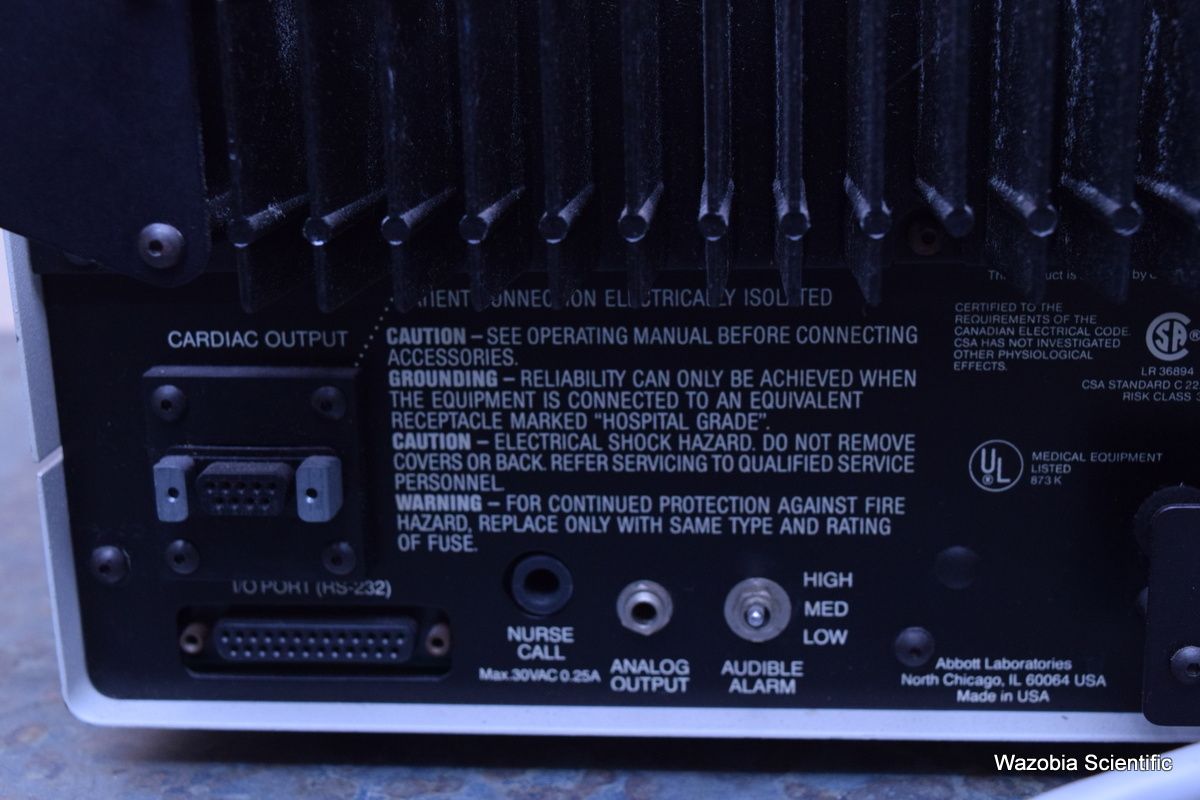 CONNECTION ELECTRICALLY ISOLATED
CARDIAC OUTPUT
CAUTION – SEE OPERATING MANUAL BEFORE CONNECTING
ACCESSORIES.
GROUNDING – RELIABILITY CAN ONLY BE ACHIEVED WHEN
THE EQUIPMENT IS CONNECTED TO AN EQUIVALENT
RECEPTACLE MARKED “HOSPITAL GRADE”.
CAUTION – ELECTRICAL SHOCK HAZARD. DO NOT REMOVE
COVERS OR BACK. REFER SERVICING TO QUALIFIED SERVICE
PERSONNEL.
WARNING – FOR CONTINUED PROTECTION AGAINST FIRE
HAZARD, REPLACE ONLY WITH SAME TYPE AND RATING
OF FUSE.
is by
CERTIFIED TO THE
REQUIREMENTS OF THE
CANADIAN ELECTRICAL CODE.
CSA HAS NOT INVESTIGATED
OTHER PHYSIOLOGICAL
EFFECTS.
SA ®
LR 36894
CSA STANDARD C 22
RISK CLASS
UL ®
MEDICAL EQUIPMENT
LISTED
873 K
I/O PORT (RS-232)
NURSE
CALL
Max. 30VAC 0.25A
ANALOG
OUTPUT
AUDIBLE
ALARM
HIGH
MED
LOW
Abbott Laboratories
North Chicago, IL 60064 USA
Made in USA
Wazobia Scientific